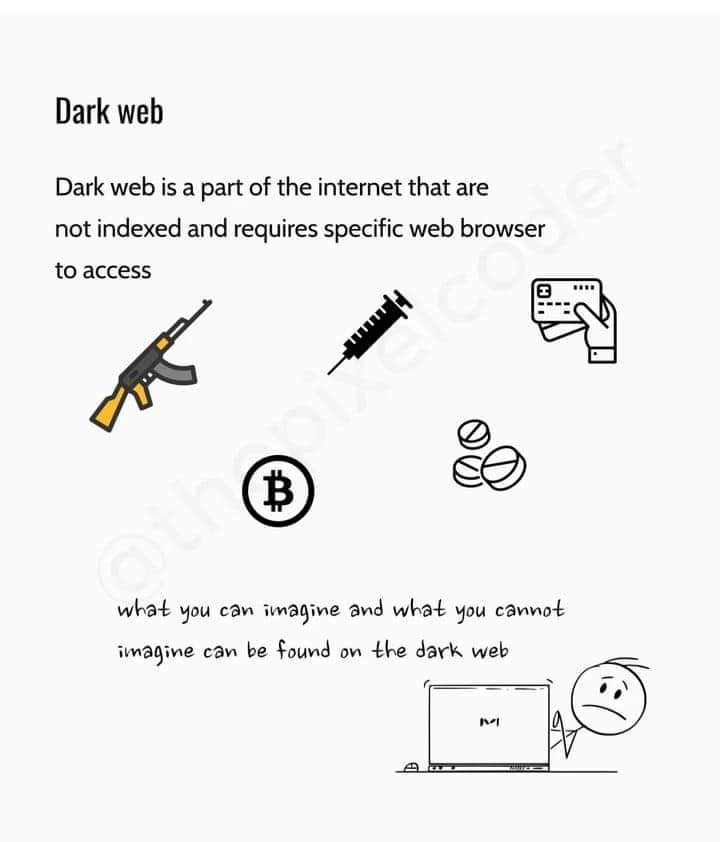 Dark web
Dark web is a part of the internet that are
not indexed and requires specific web browser
to access
@thepixelcoder
what you can imagine and what you cannot
imagine can be found on the dark web